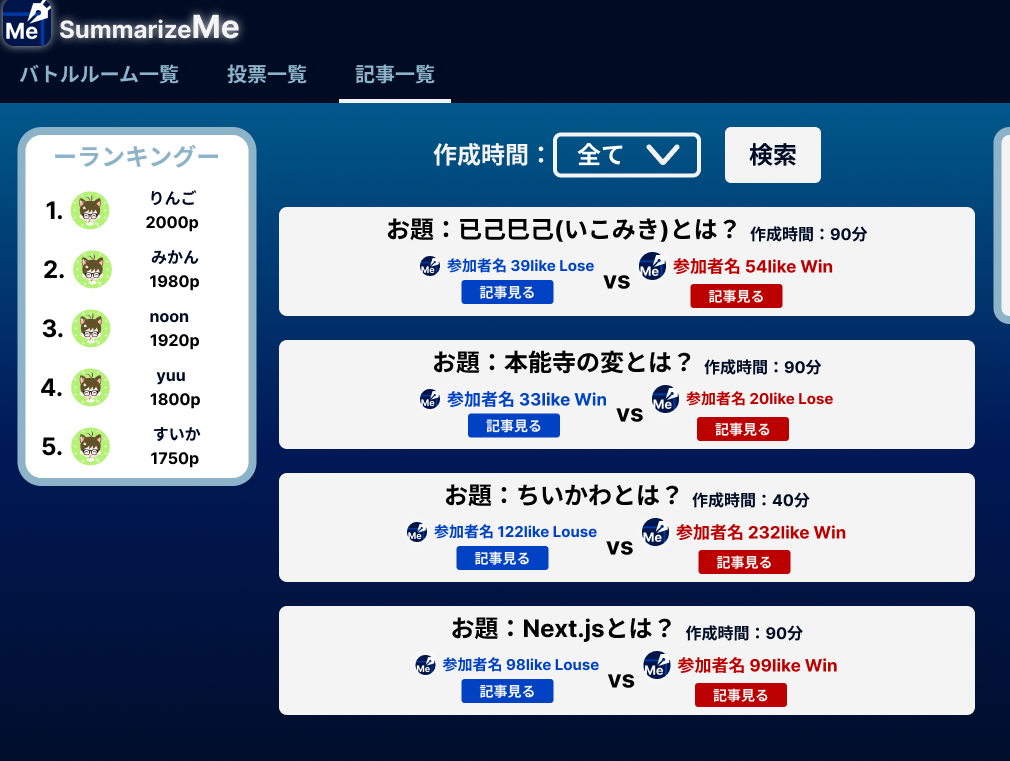 Me SummarizeMe
バトルルーム一覧 投票一覧 記事一覧
ーランキングー
1. りんご
2000p
2. みかん
1980p
3. noon
1920p
4. yuu
1800p
5. すいか
1750p
作成時間： 全て 検索
お題：已己巳己(いこみき)とは？ 作成時間：90分
Me 参加者名 39like Lose vs Me 参加者名 54like Win
記事見る 記事見る
お題：本能寺の変とは？ 作成時間：90分
Me 参加者名 33like Win vs Me 参加者名 20like Lose
記事見る 記事見る
お題：ちいかわとは？ 作成時間：40分
Me 参加者名 122like Louse vs Me 参加者名 232like Win
記事見る 記事見る
お題：Next.jsとは？ 作成時間：90分
Me 参加者名 98like Louse vs Me 参加者名 99like Win
記事見る 記事見る